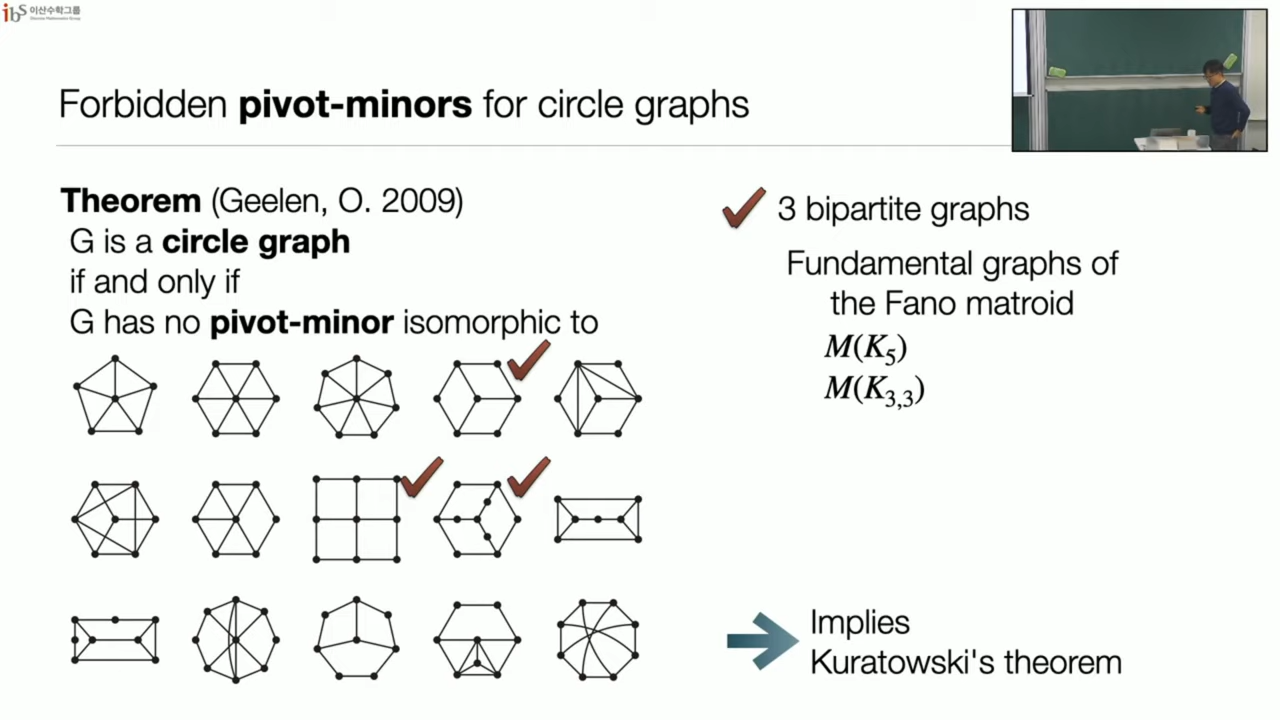 ibS 이산수학그룹
Discrete Mathematics Group
Forbidden pivot-minors for circle graphs
Theorem (Geelen, O. 2009)
G is a circle graph
if and only if
G has no pivot-minor isomorphic to
3 bipartite graphs
Fundamental graphs of
the Fano matroid
M(K₅)
M(K₃,₃)
Implies
Kuratowski's theorem